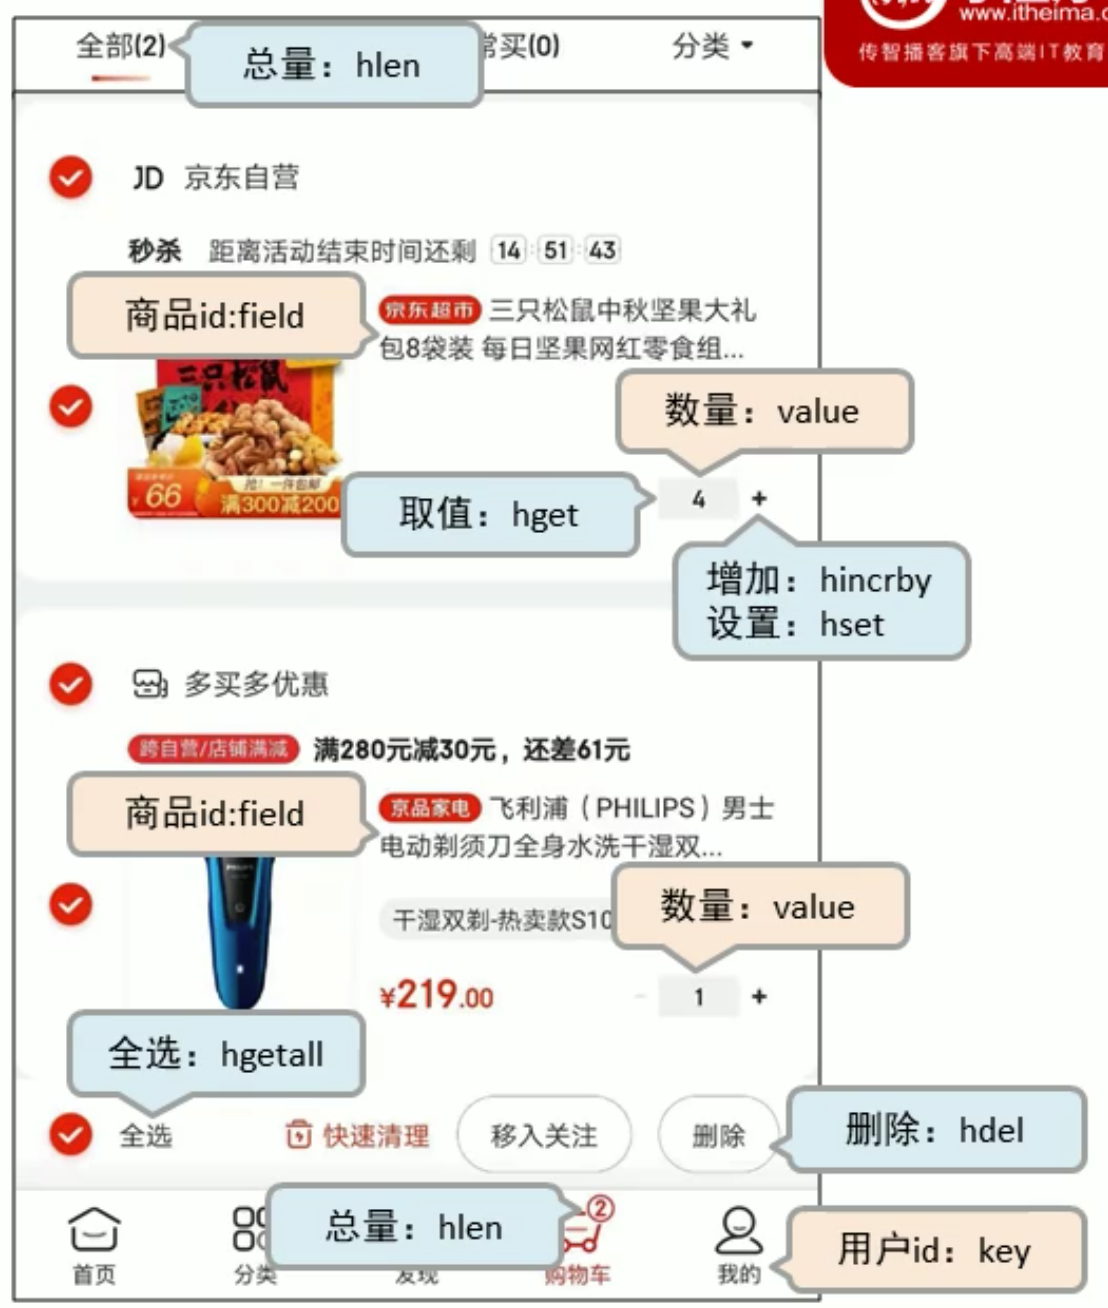 www.itheima.c
传智播客旗下高端IT教育
全部(2)
总量：hlen
常买(0)
分类
JD 京东自营
秒杀 距离活动结束时间还剩 14:51:43
商品id:field
京东超市 三只松鼠中秋坚果大礼
包8袋装 每日坚果网红零食组...
三只松鼠
数量：value
¥66
抢！一件包邮
满300减200
取值：hget
4 +
增加：hincrby
设置：hset
多买多优惠
跨自营/店铺满减 满280元减30元，还差61元
商品id:field
京品家电 飞利浦（PHILIPS）男士
电动剃须刀全身水洗干湿双...
PHILIPS
数量：value
干湿双剃-热卖款S10
¥219.00
- 1 +
全选：hgetall
全选
快速清理
移入关注
删除
删除：hdel
总量：hlen
2
用户id：key
首页
分类
发现
购物车
我的